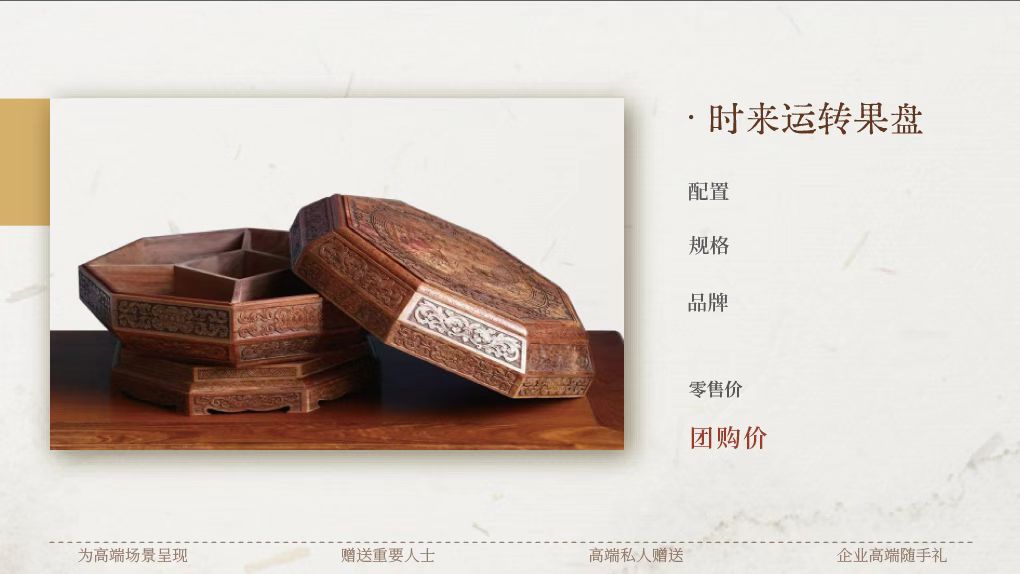 · 时来运转果盘
配置
规格
品牌
零售价
团购价
为高端场景呈现 赠送重要人士 高端私人赠送 企业高端随手礼